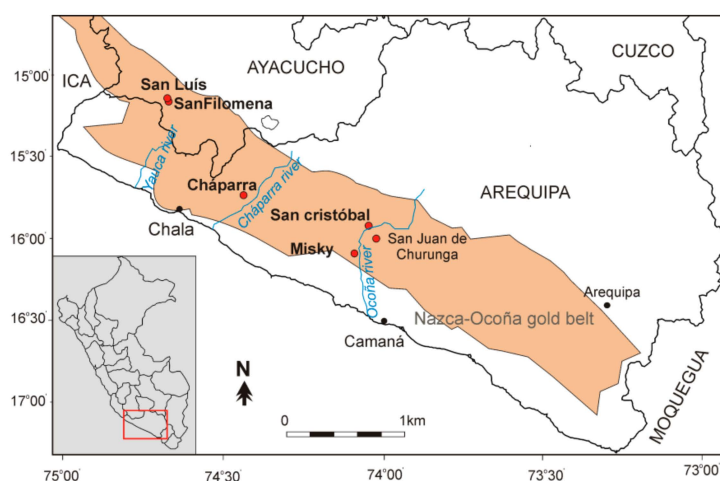 CUZCO
15°00'
ICA
AYACUCHO
San Luís
SanFilomena
15°30'
Yauca river
Cháparra
Cháparra river
AREQUIPA
Chala
San cristóbal
16°00'
Misky
San Juan de
Churunga
Ocoña river
Arequipa
16°30'
Nazca-Ocoña gold belt
Camaná
N
17°00'
MOQUEGUA
0
1km
75°00'
74°30'
74°00'
73°30'
73°00'